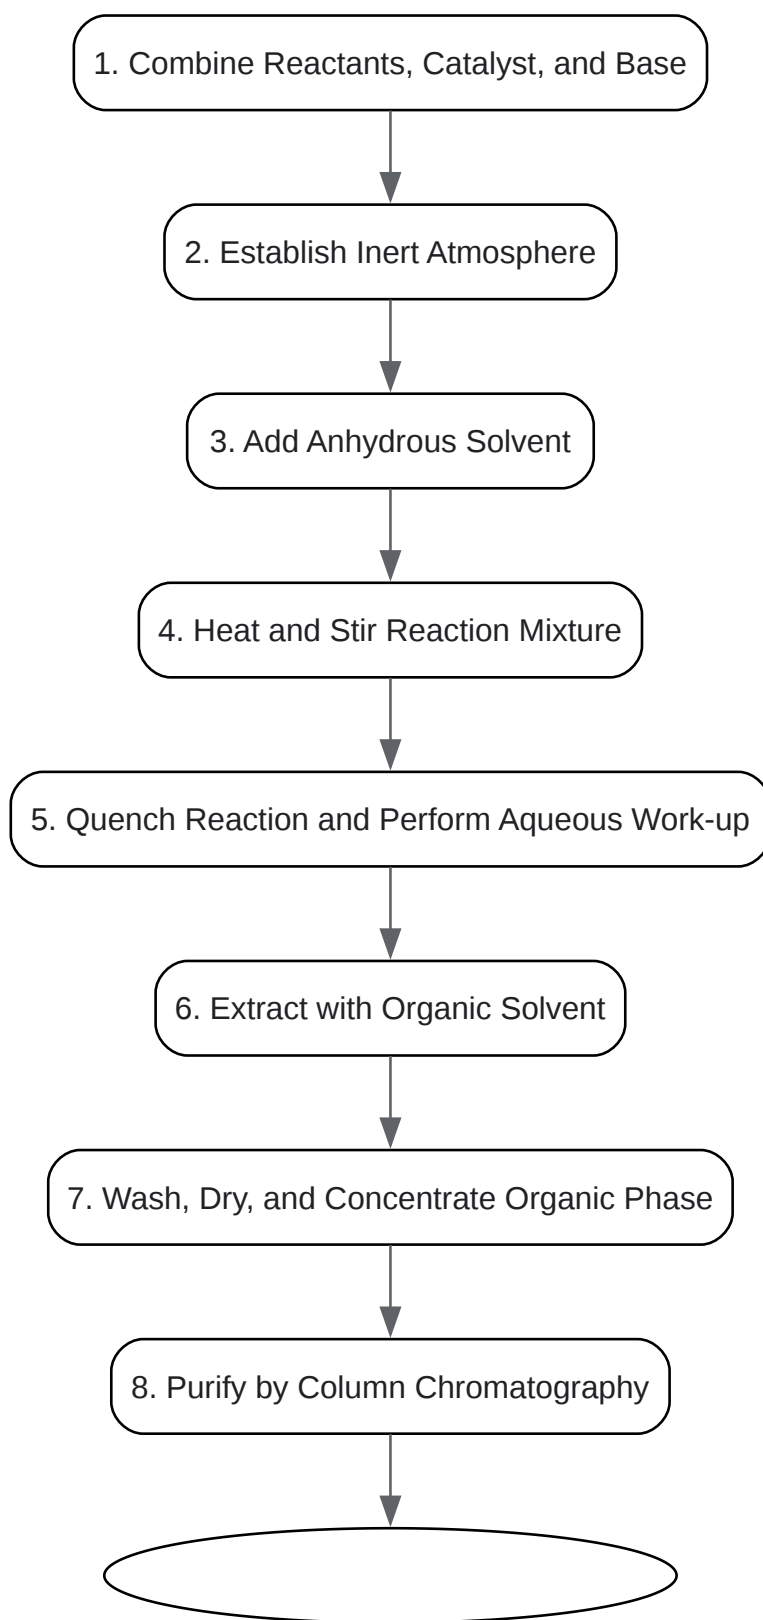 1. Combine Reactants, Catalyst, and Base
2. Establish Inert Atmosphere
3. Add Anhydrous Solvent
4. Heat and Stir Reaction Mixture
5. Quench Reaction and Perform Aqueous Work-up
6. Extract with Organic Solvent
7. Wash, Dry, and Concentrate Organic Phase
8. Purify by Column Chromatography